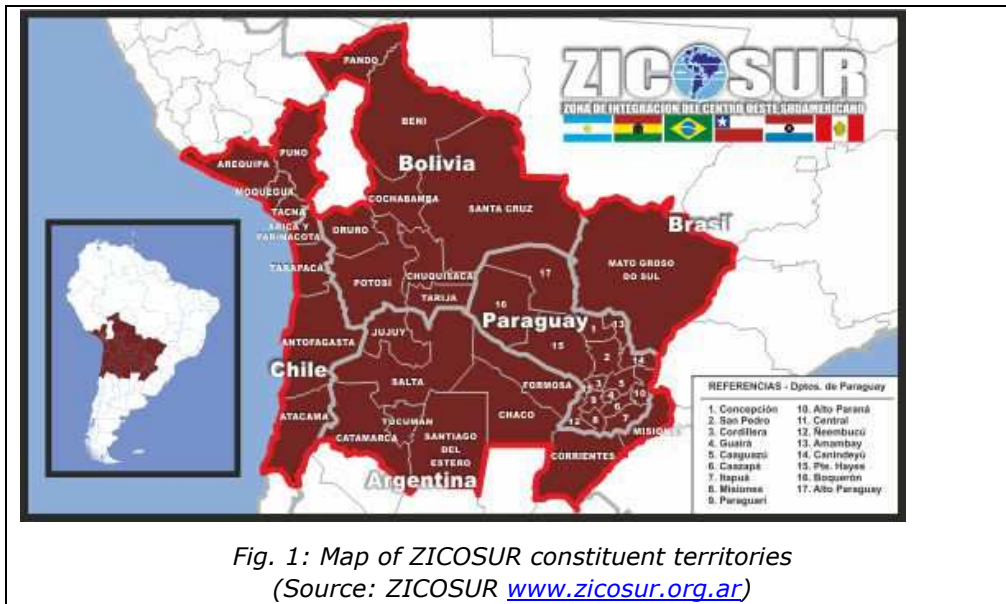 ZICOSUR
ZONA DE INTEGRACION DEL CENTRO OESTE SUDAMERICANO
PANDO
BENI
Bolivia
PUNO
AREQUIPA
MOQUEGUA
TACNA
ARICA Y
PARINACOTA
COCHABAMBA
SANTA CRUZ
ORURO
Brasil
MATO GROSO
DO SUL
TARAPACA
POTOSÍ
CHUQUISACA
TARIJA
17
16
Paraguay
1
13
15
2
14
JUJUY
ANTOFAGASTA
Chile
SALTA
FORMOSA
3
5
4
10
9
6
12
8
7
ATACAMA
CHACO
TUCUMÁN
CATAMARCA
SANTIAGO
DEL
ESTERO
MISIONES
CORRIENTES
Argentina
REFERENCIAS - Dptos. de Paraguay
1. Concepción
2. San Pedro
3. Cordillera
4. Guairá
5. Caaguazú
6. Caazapá
7. Itapuá
8. Misiones
9. Paraguarí
10. Alto Paraná
11. Central
12. Ñeembucú
13. Amambay
14. Canindeyú
15. Pte. Hayes
16. Boquerón
17. Alto Paraguay
Fig. 1: Map of ZICOSUR constituent territories
(Source: ZICOSUR www.zicosur.org.ar)